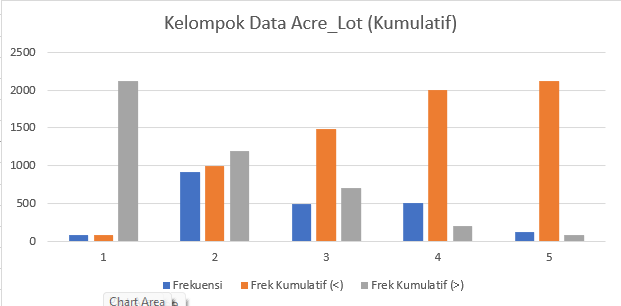 Kelompok Data Acre_Lot (Kumulatif)
2500
2000
1500
1000
500
0
1 2 3 4 5
Frekuensi Frek Kumulatif (<) Frek Kumulatif (>)
Chart Area